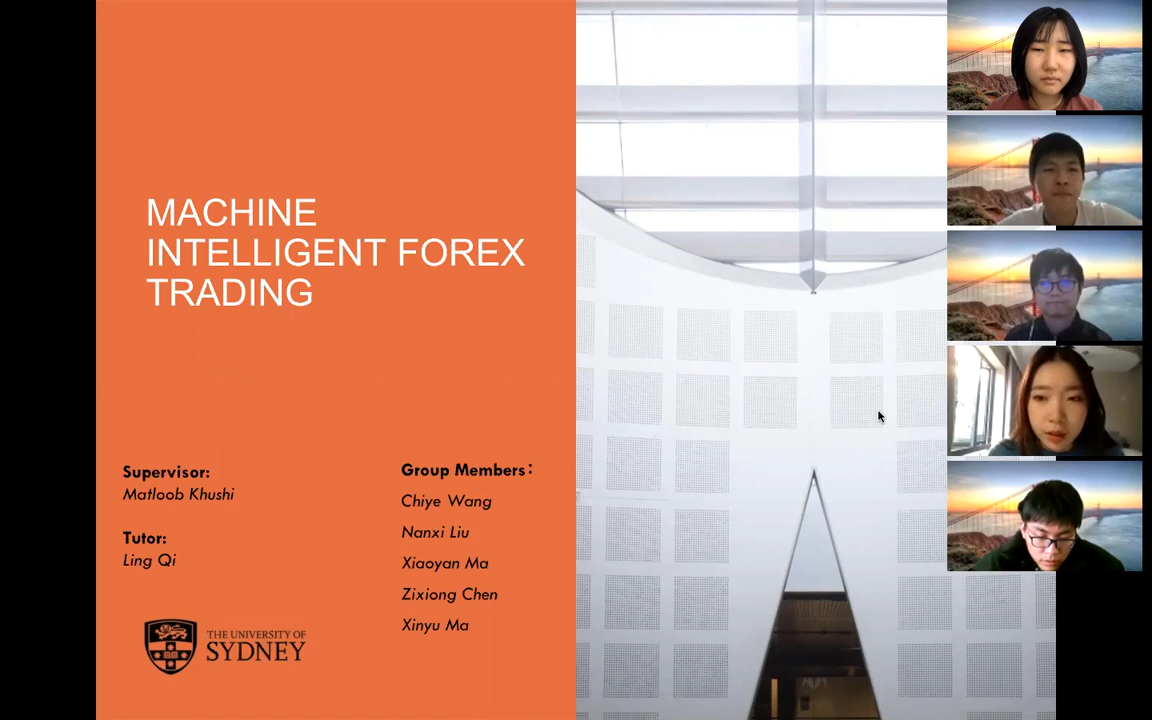 MACHINE
INTELLIGENT FOREX
TRADING
Supervisor:
Matloob Khushi
Tutor:
Ling Qi
Group Members：
Chiye Wang
Nanxi Liu
Xiaoyan Ma
Zixiong Chen
Xinyu Ma
THE UNIVERSITY OF
SYDNEY